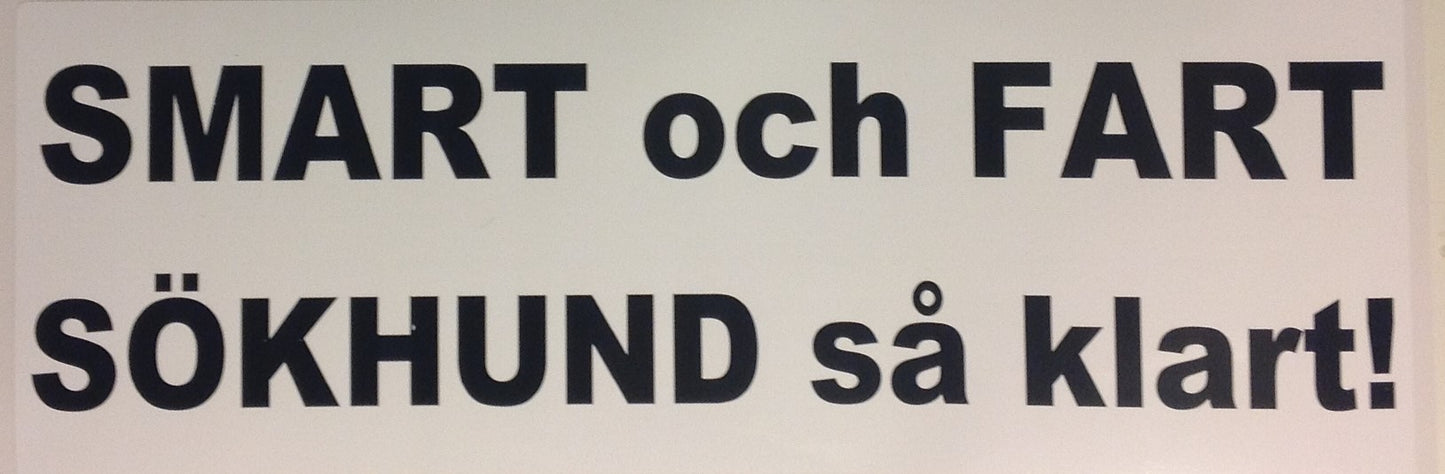 SMART och FART
SÖKHUND så klart!